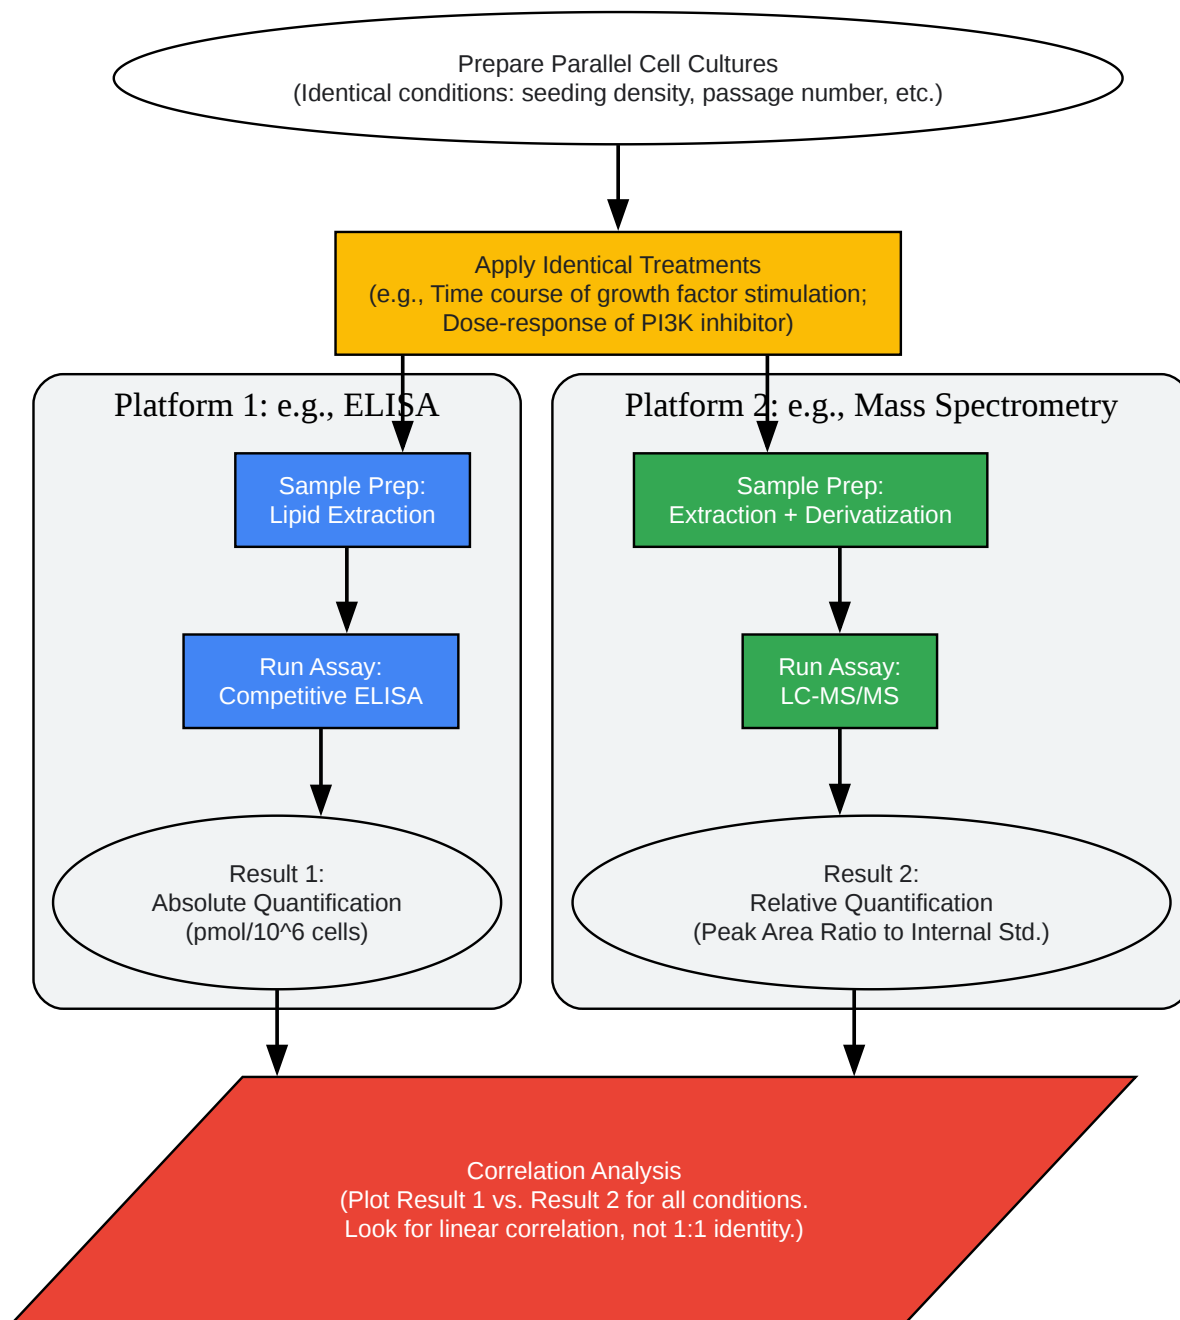 Prepare Parallel Cell Cultures
(Identical conditions: seeding density, passage number, etc.)
Apply Identical Treatments
(e.g., Time course of growth factor stimulation;
Dose-response of PI3K inhibitor)
Platform 1: e.g., ELISA
Sample Prep:
Lipid Extraction
Run Assay:
Competitive ELISA
Result 1:
Absolute Quantification
(pmol/10^6 cells)
Platform 2: e.g., Mass Spectrometry
Sample Prep:
Extraction + Derivatization
Run Assay:
LC-MS/MS
Result 2:
Relative Quantification
(Peak Area Ratio to Internal Std.)
Correlation Analysis
(Plot Result 1 vs. Result 2 for all conditions.
Look for linear correlation, not 1:1 identity.)